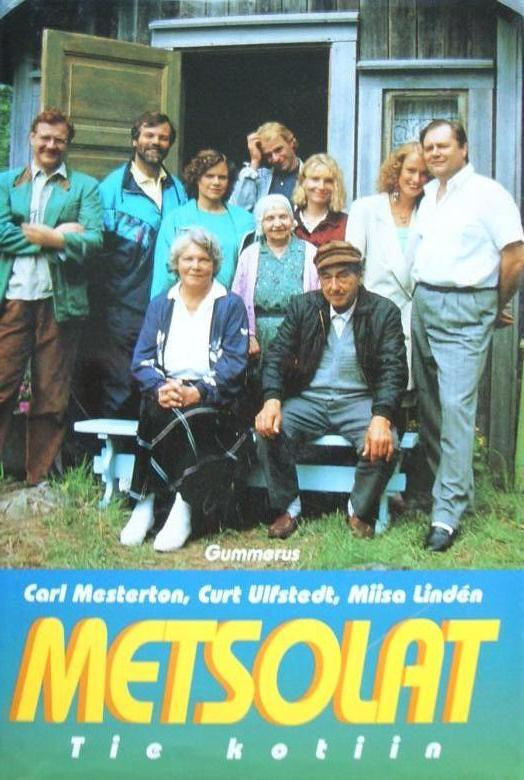 Gummerus
Carl Mesterton, Curt Ulfstedt, Miisa Lindén
METSOLAT
Tie kotiin